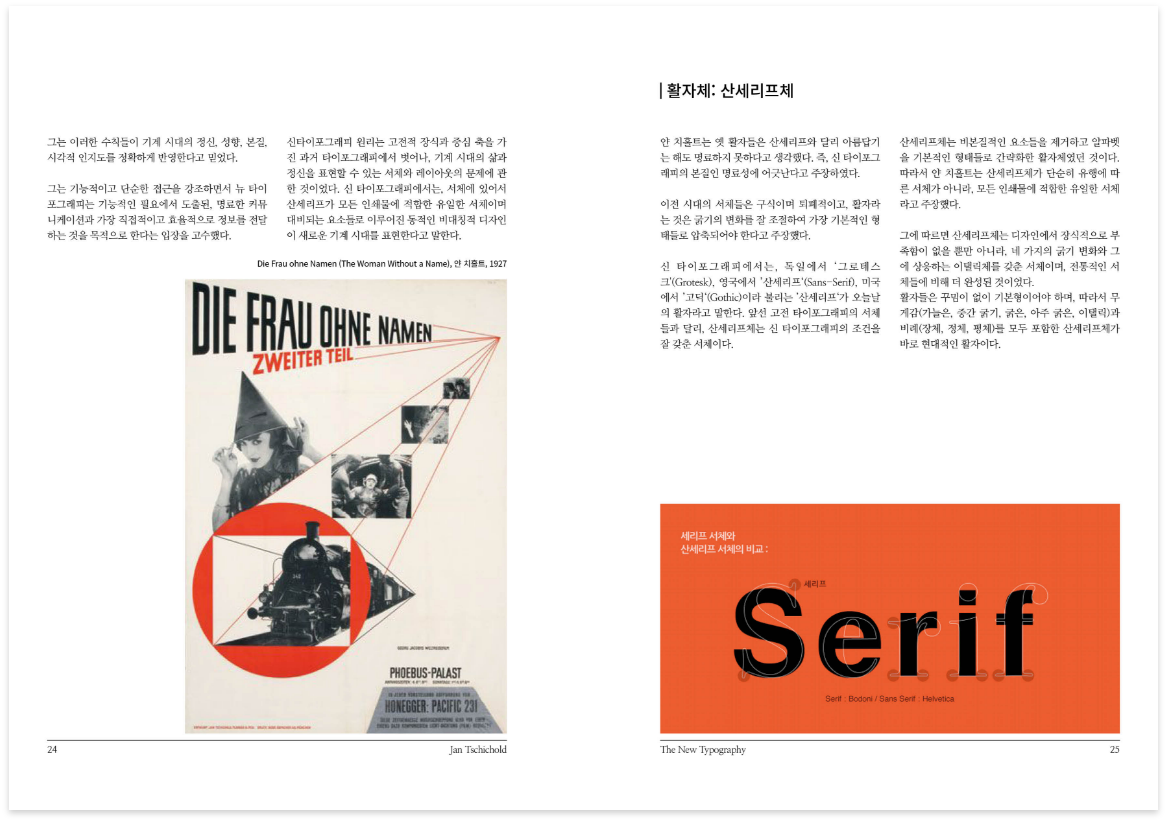 그는 이러한 수칙들이 기계 시대의 정신, 성향, 본질,
시각적 인지도를 정확하게 반영한다고 믿었다.
그는 기능적이고 단순한 접근을 강조하면서 뉴 타이
포그래피는 기능적인 필요에서 도출된, 명료한 커뮤
니케이션과 가장 직접적이고 효율적으로 정보를 전달
하는 것을 목적으로 한다는 입장을 고수했다.
신타이포그래피 원리는 고전적 장식과 중심 축을 가
진 과거 타이포그래피에서 벗어나, 기계 시대의 삶과
정신을 표현할 수 있는 서체와 레이아웃의 문제에 관
한 것이었다. 신 타이포그래피에서는, 서체에 있어서
산세리프가 모든 인쇄물에 적합한 유일한 서체이며
대비되는 요소들로 이루어진 동적인 비대칭적 디자인
이 새로운 기계 시대를 표현한다고 말한다.
Die Frau ohne Namen (The Woman Without a Name), 얀 치홀트, 1927
DIE FRAU OHNE NAMEN
ZWEITER TEIL
PHOEBUS-PALAST
HONEGGER: PACIFIC 231
24
Jan Tschichold
활자체: 산세리프체
얀 치홀트는 옛 활자들은 산세리프와 달리 아름답기
는 해도 명료하지 못하다고 생각했다. 즉, 신 타이포그
래피의 본질인 명료성에 어긋난다고 주장하였다.
이전 시대의 서체들은 구식이며 퇴폐적이고, 활자라
는 것은 굵기의 변화를 잘 조절하여 가장 기본적인 형
태들로 압축되어야 한다고 주장했다.
신 타이포그래피에서는, 독일에서 '그로테스
크'(Grotesk), 영국에서 '산세리프'(Sans-Serif), 미국
에서 '고딕'(Gothic)이라 불리는 '산세리프'가 오늘날
의 활자라고 말한다. 앞선 고전 타이포그래피의 서체
들과 달리, 산세리프체는 신 타이포그래피의 조건을
잘 갖춘 서체이다.
산세리프체는 비본질적인 요소들을 제거하고 알파벳
을 기본적인 형태들로 간략화한 활자체였던 것이다.
따라서 얀 치홀트는 산세리프체가 단순히 유행에 따
른 서체가 아니라, 모든 인쇄물에 적합한 유일한 서체
라고 주장했다.
그에 따르면 산세리프체는 디자인에서 장식적으로 부
족함이 없을 뿐만 아니라, 네 가지의 굵기 변화와 그
에 상응하는 이탤릭체를 갖춘 서체이며, 전통적인 서
체들에 비해 더 완성된 것이었다.
활자들은 꾸밈이 없이 기본형이어야 하며, 따라서 무
게감(가늘은, 중간 굵기, 굵은, 아주 굵은, 이탤릭)과
비례(장체, 정체, 평체)를 모두 포함한 산세리프체가
바로 현대적인 활자이다.
세리프 서체와
산세리프 서체의 비교 :
세리프
Serif
Serif : Bodoni / Sans Serif : Helvetica
The New Typography
25